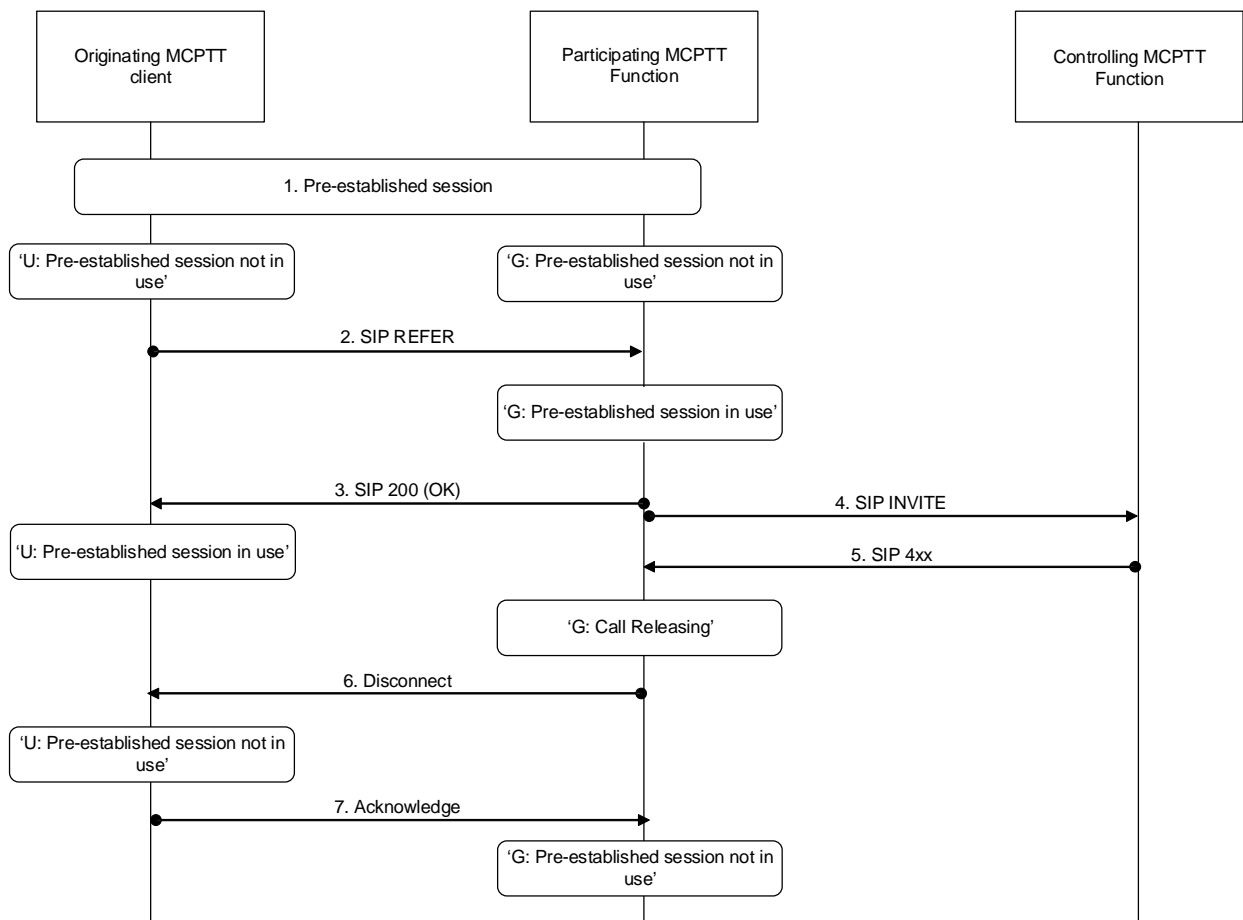 Originating MCPTT
client
Participating MCPTT
Function
Controlling MCPTT
Function
1. Pre-established session
‘U: Pre-established session not in
use’
‘G: Pre-established session not in
use’
2. SIP REFER
‘G: Pre-established session in use’
3. SIP 200 (OK)
4. SIP INVITE
‘U: Pre-established session in use’
5. SIP 4xx
‘G: Call Releasing’
6. Disconnect
‘U: Pre-established session not in
use’
7. Acknowledge
‘G: Pre-established session not in
use’